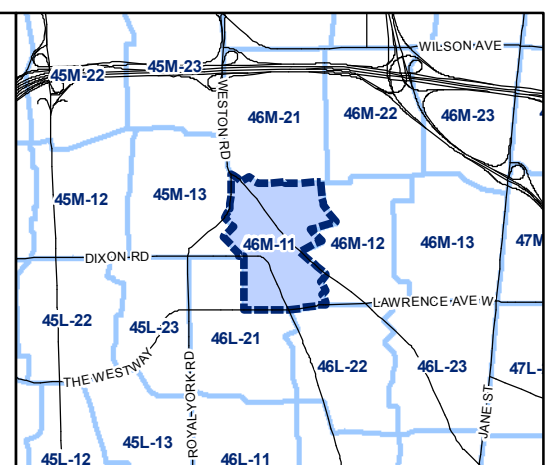 WILSON AVE
45M-22
45M-23
WESTON RD
46M-21
46M-22
46M-23
45M-12
45M-13
46M-11
46M-12
46M-13
47M
DIXON RD
LAWRENCE AVE W
45L-22
45L-23
46L-21
46L-22
46L-23
47L-
THE WESTWAY
ROYAL YORK RD
JANE ST
45L-12
45L-13
46L-11